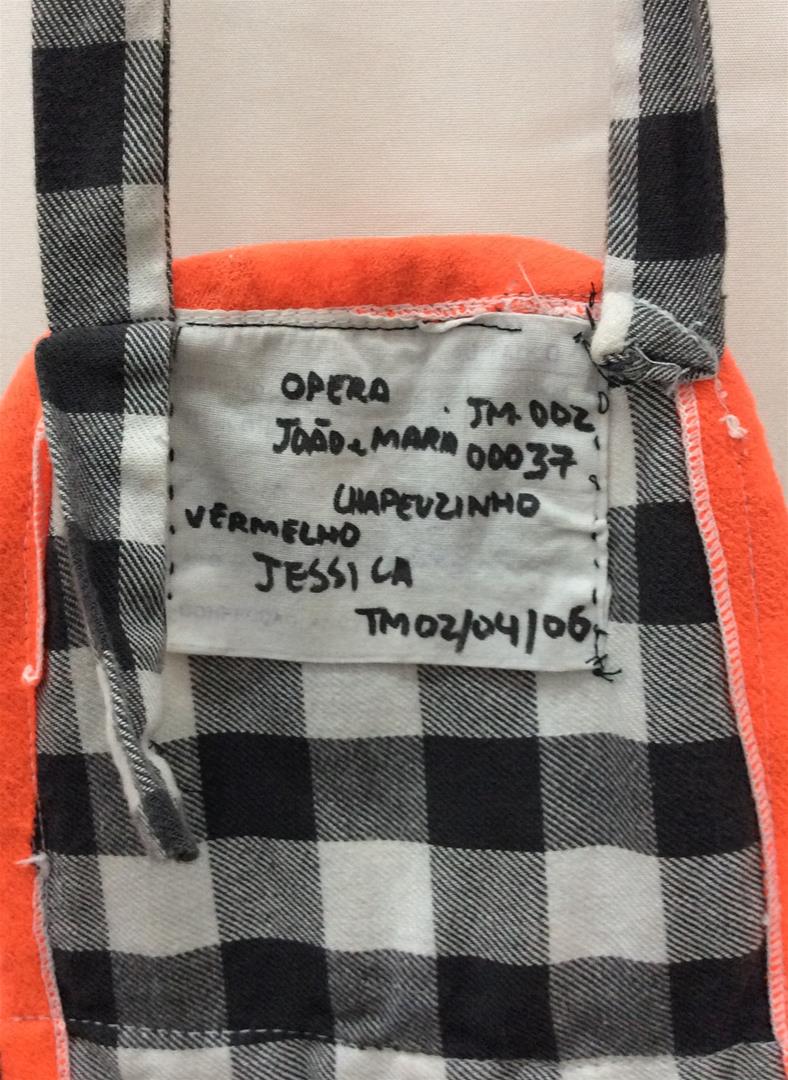 OPERA
JM.002
JOÃO e MARIA 00037
CHAPEUZINHO
VERMELHO
JESSICA
TM02/04/06